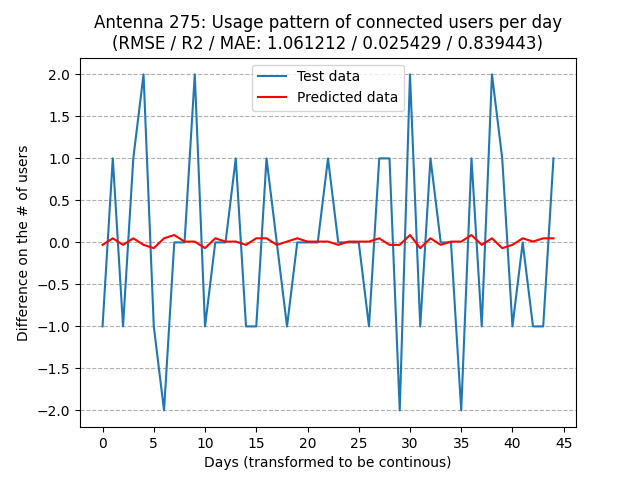 Antenna 275: Usage pattern of connected users per day
(RMSE / R2 / MAE: 1.061212 / 0.025429 / 0.839443)
Test data
Predicted data
Difference on the # of users
2.0
1.5
1.0
0.5
0.0
−0.5
−1.0
−1.5
−2.0
0 5 10 15 20 25 30 35 40 45
Days (transformed to be continous)